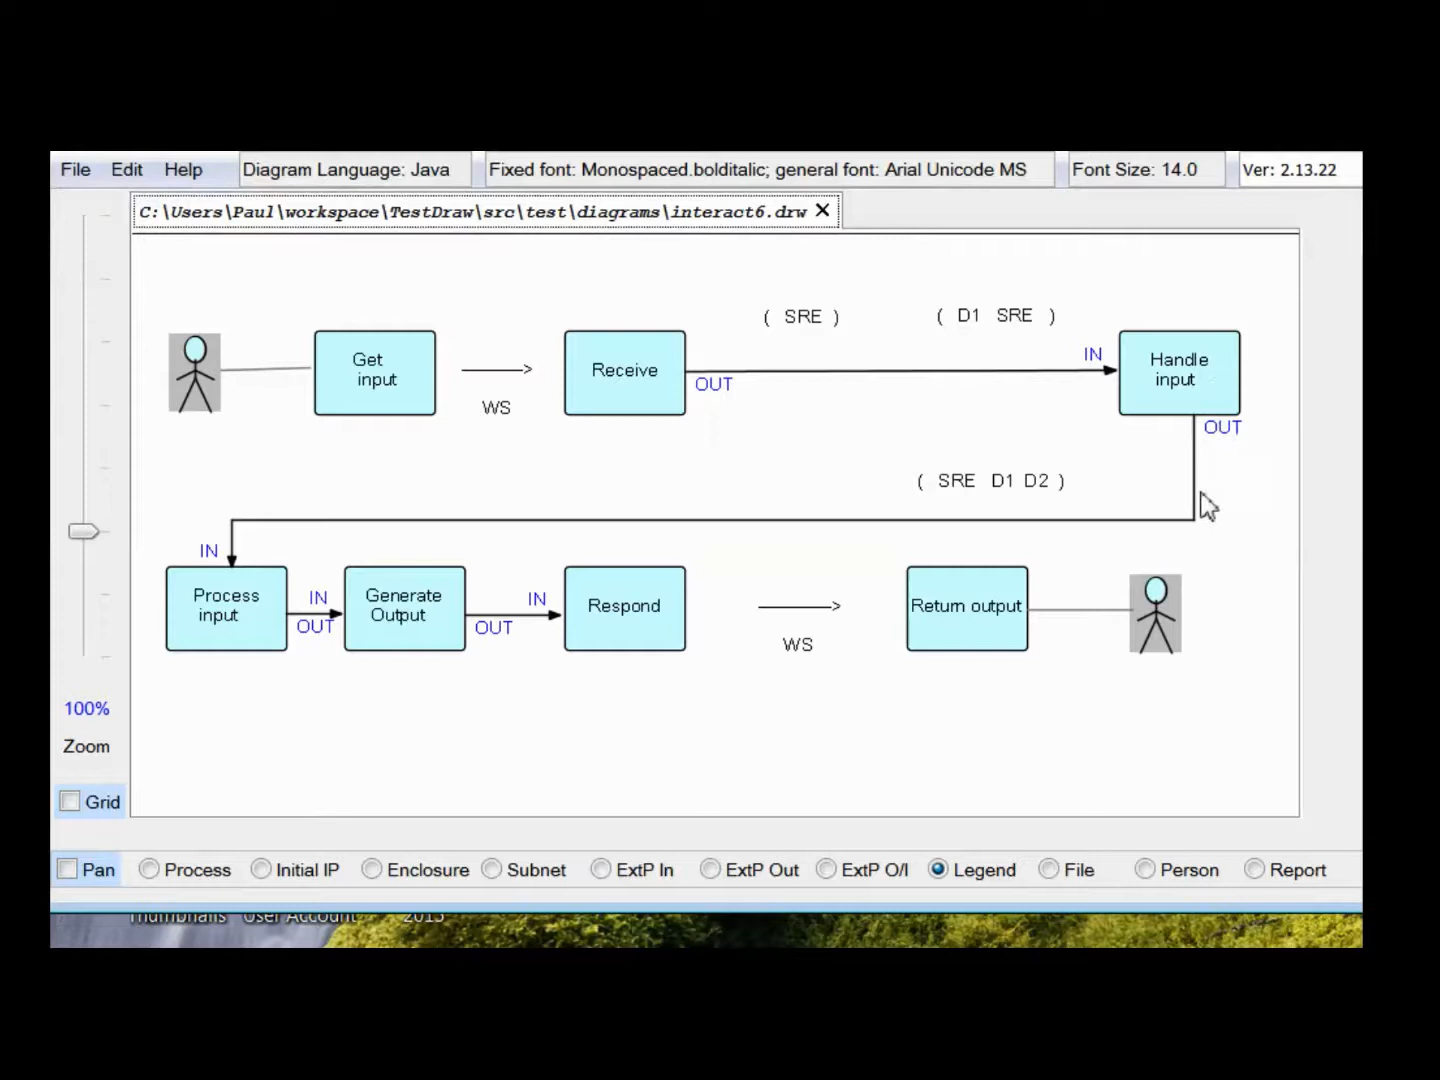 File Edit Help Diagram Language: Java Fixed font: Monospaced.bolditalic; general font: Arial Unicode MS Font Size: 14.0 Ver: 2.13.22
C:\Users\Paul\workspace\TestDraw\src\test\diagrams\interact6.drw
( SRE ) ( D1 SRE )
Get
input
WS
Receive
OUT
IN
Handle
input
OUT
( SRE D1 D2 )
IN
Process
input
IN
OUT
Generate
Output
IN
OUT
Respond
WS
Return output
100%
Zoom
Grid
Pan Process Initial IP Enclosure Subnet ExtP In ExtP Out ExtP O/I Legend File Person Report
Thumbnails User Account 2015